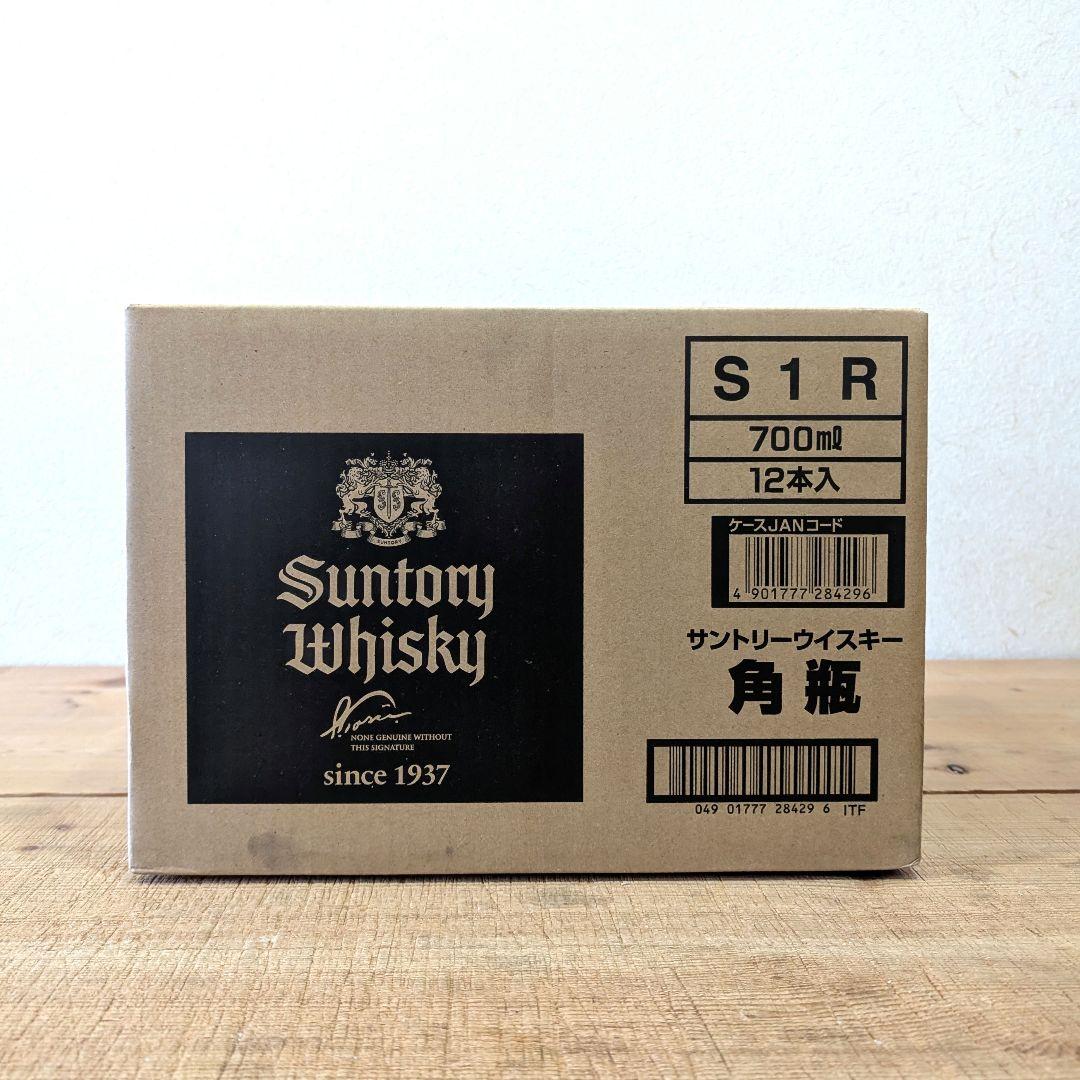 SUNTORY
Suntory
Whisky
NONE GENUINE WITHOUT
THIS SIGNATURE
since 1937
S 1 R
700ml
12本入
ケースJANコード
4 901777 284296
サントリーウイスキー
角瓶
049 01777 28429 6 ITF